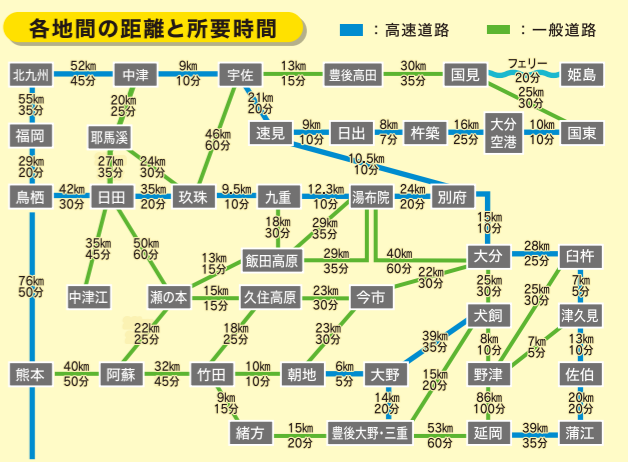 各地間の距離と所要時間
：高速道路
：一般道路
北九州
52km
45分
中津
9km
10分
宇佐
13km
15分
豊後高田
30km
35分
国見
フェリー
20分
姫島
55km
35分
20km
25分
21km
20分
25km
30分
福岡
耶馬溪
46km
60分
速見
9km
10分
日出
8km
7分
杵築
16km
25分
大分
空港
10km
10分
国東
29km
20分
27km
35分
24km
30分
10.5km
10分
鳥栖
42km
30分
日田
35km
20分
玖珠
9.5km
10分
九重
12.3km
10分
湯布院
24km
20分
別府
15km
10分
18km
30分
29km
35分
35km
45分
50km
60分
13km
15分
飯田高原
29km
35分
40km
60分
大分
28km
25分
臼杵
22km
30分
76km
50分
中津江
瀬の本
15km
15分
久住高原
23km
30分
今市
25km
30分
25km
30分
7km
5分
犬飼
津久見
22km
25分
18km
25分
23km
30分
39km
35分
8km
10分
7km
5分
13km
10分
熊本
40km
50分
阿蘇
32km
45分
竹田
10km
10分
朝地
6km
5分
大野
15km
20分
野津
佐伯
9km
15分
14km
20分
86km
100分
20km
20分
緒方
15km
20分
豊後大野・三重
53km
60分
延岡
39km
35分
蒲江